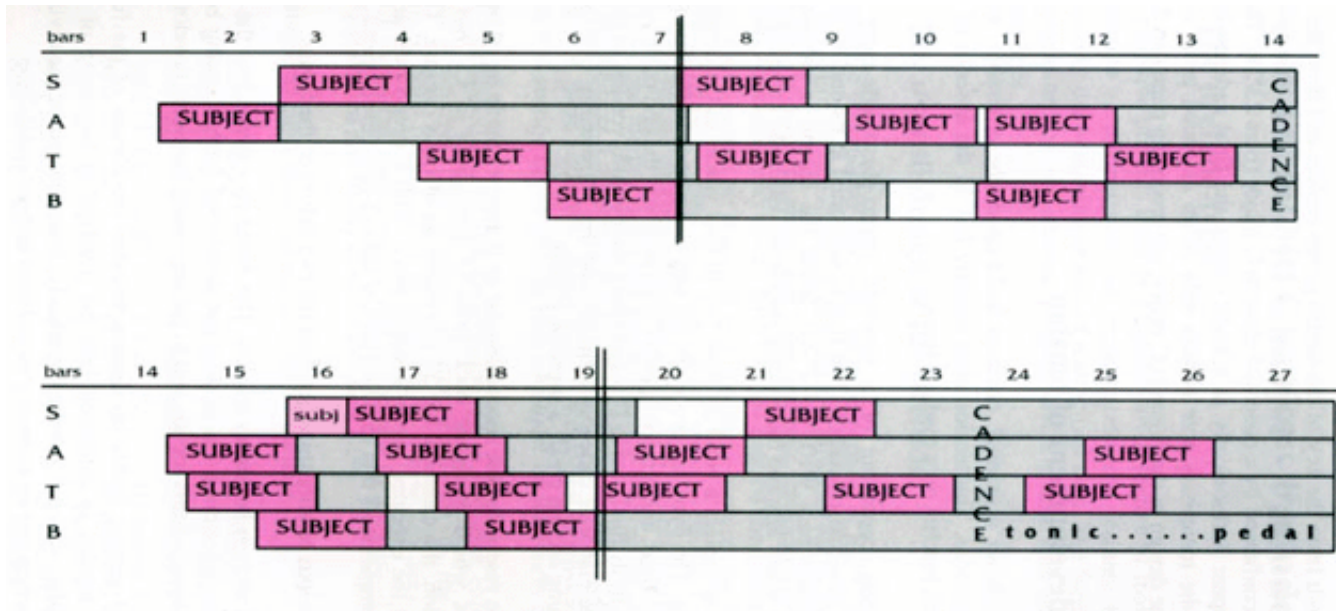 bars 1 2 3 4 5 6 7 8 9 10 11 12 13 14
S SUBJECT SUBJECT
A SUBJECT SUBJECT SUBJECT
T SUBJECT SUBJECT SUBJECT
B SUBJECT SUBJECT
CADENCE
bars 14 15 16 17 18 19 20 21 22 23 24 25 26 27
S subj SUBJECT SUBJECT
A SUBJECT SUBJECT SUBJECT SUBJECT
T SUBJECT SUBJECT SUBJECT SUBJECT SUBJECT
B SUBJECT SUBJECT tonic......pedal
CADENCE